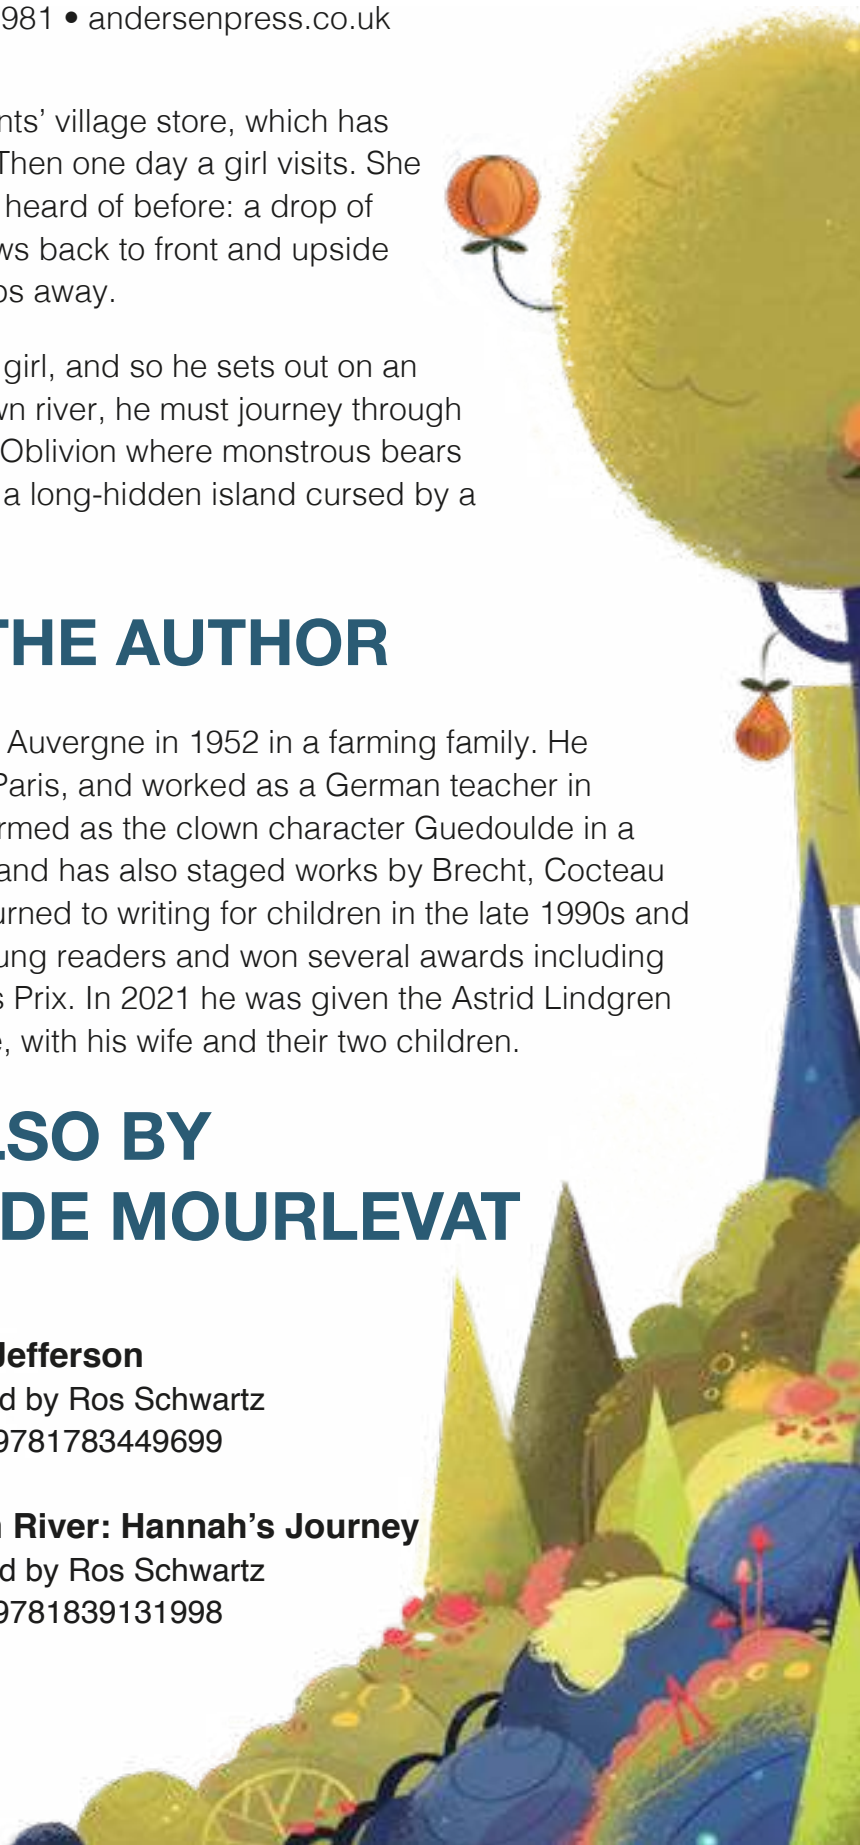 981 • andersenpress.co.uk
nts’ village store, which has
Then one day a girl visits. She
heard of before: a drop of
ws back to front and upside
ps away.
girl, and so he sets out on an
wn river, he must journey through
Oblivion where monstrous bears
a long-hidden island cursed by a
THE AUTHOR
Auvergne in 1952 in a farming family. He
Paris, and worked as a German teacher in
rmed as the clown character Guedoulde in a
and has also staged works by Brecht, Cocteau
urned to writing for children in the late 1990s and
ung readers and won several awards including
s Prix. In 2021 he was given the Astrid Lindgren
e, with his wife and their two children.
LSO BY
DE MOURLEVAT
Jefferson
d by Ros Schwartz
9781783449699
River: Hannah’s Journey
d by Ros Schwartz
9781839131998